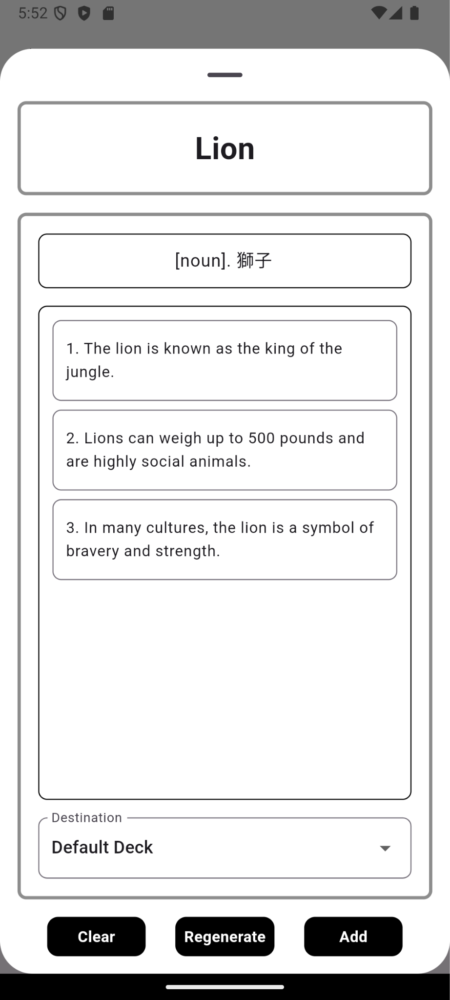 5:52
Lion
[noun]. 獅子
1. The lion is known as the king of the
jungle.
2. Lions can weigh up to 500 pounds and
are highly social animals.
3. In many cultures, the lion is a symbol of
bravery and strength.
Destination
Default Deck
Clear
Regenerate
Add